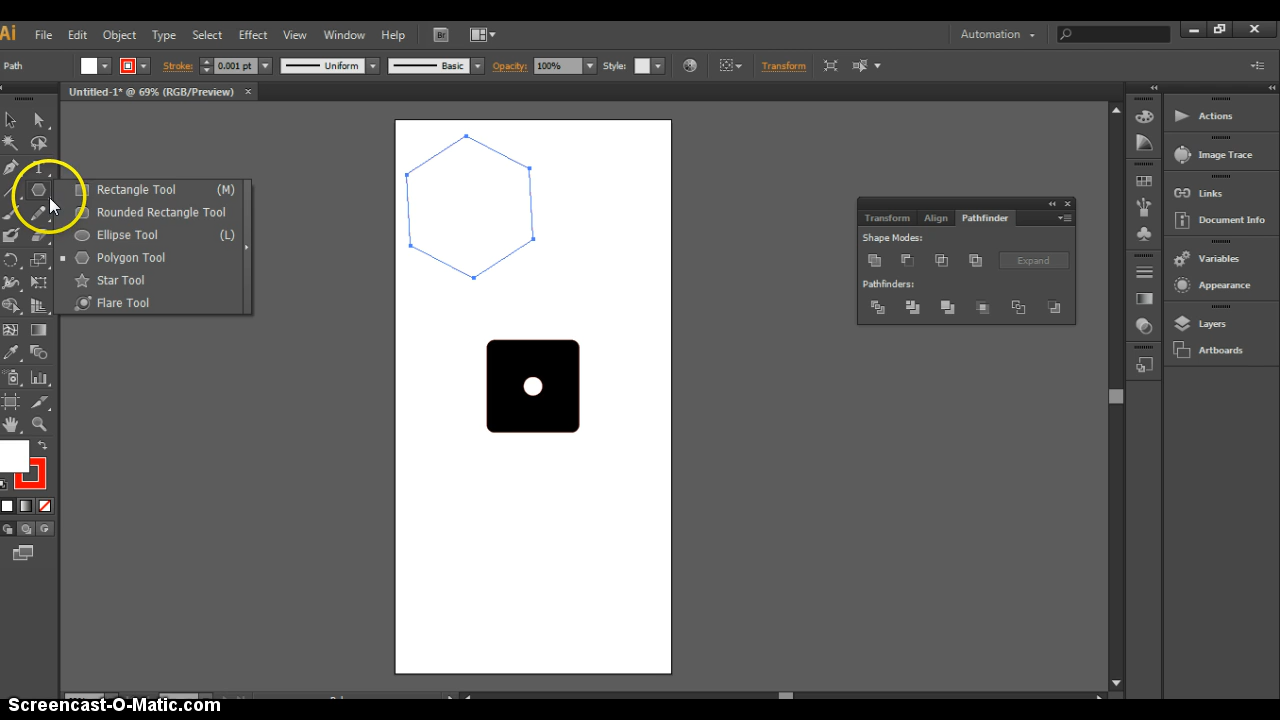 Ai File Edit Object Type Select Effect View Window Help Br Automation
Path Stroke: 0.001 pt Uniform Basic Opacity: 100% Style: Transform
Untitled-1* @ 69% (RGB/Preview) ×
T
Rectangle Tool (M)
Rounded Rectangle Tool
Ellipse Tool (L)
Polygon Tool
Star Tool
Flare Tool
Transform Align Pathfinder
Shape Modes:
Expand
Pathfinders:
Actions
Image Trace
Links
Document Info
Variables
Appearance
Layers
Artboards
Screencast-O-Matic.com